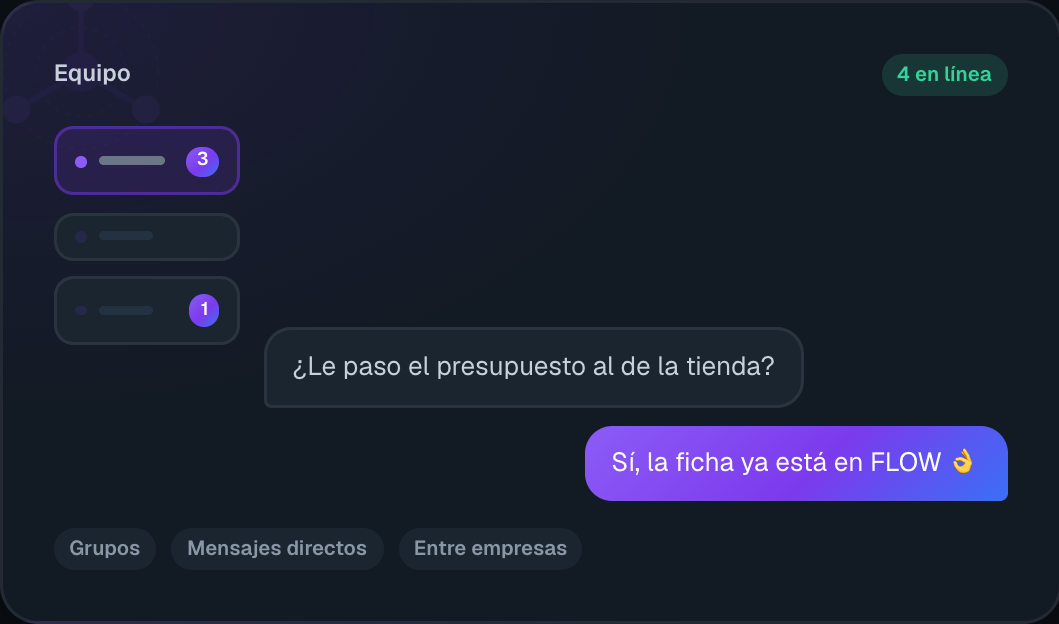 Equipo
4 en línea
3
1
¿Le paso el presupuesto al de la tienda?
Sí, la ficha ya está en FLOW 👌
Grupos
Mensajes directos
Entre empresas